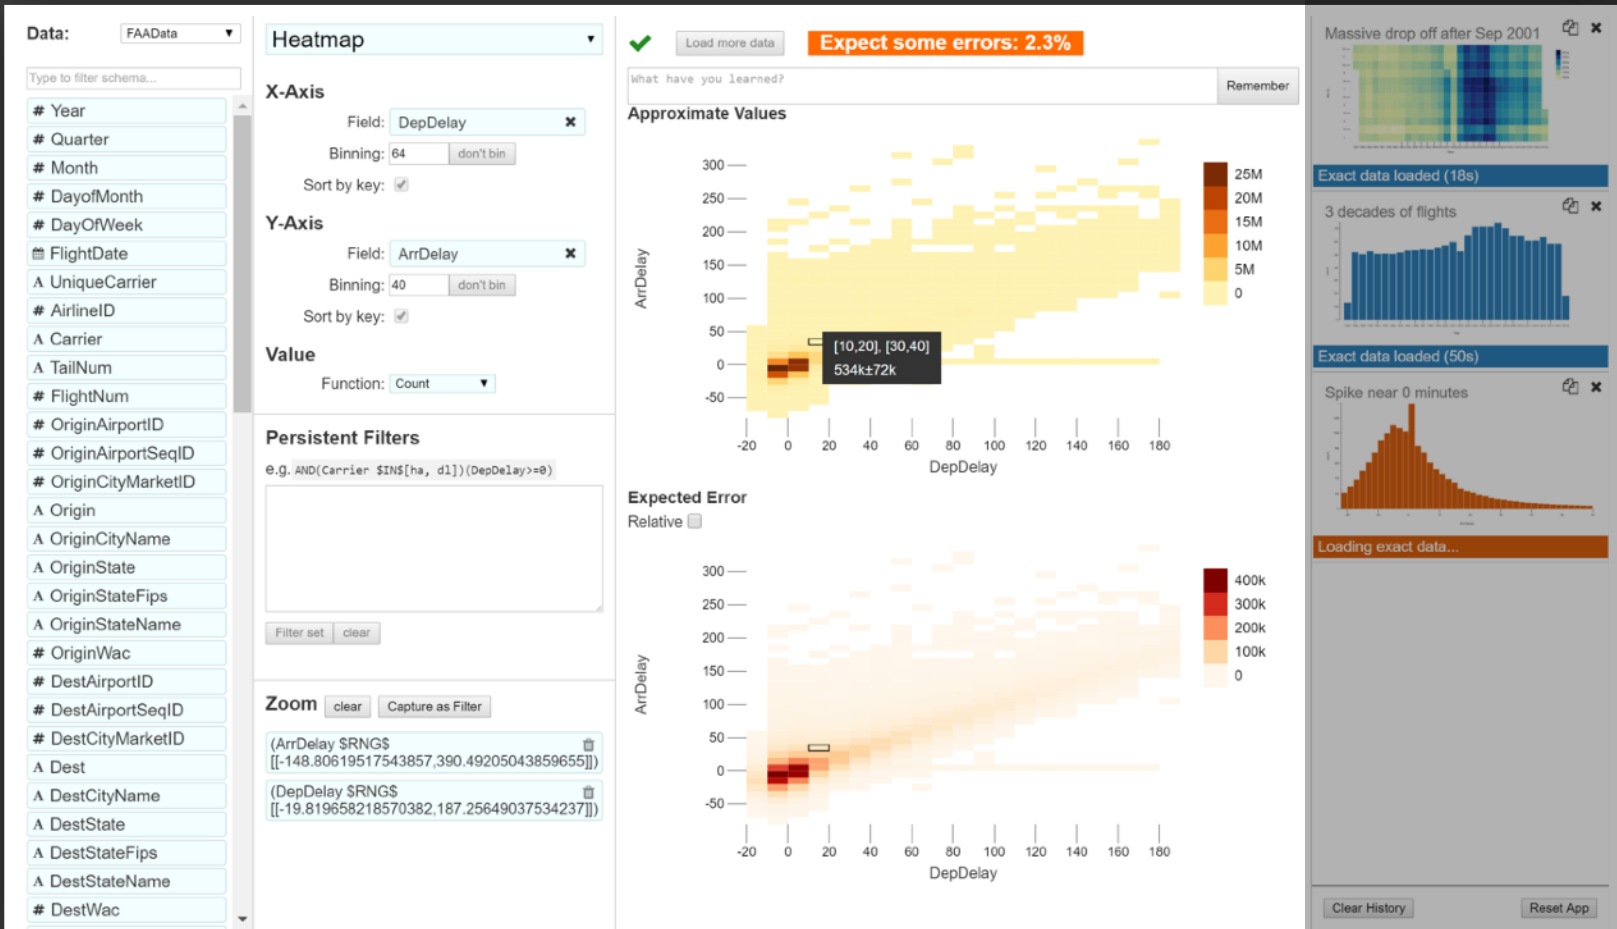 Data: FAAData
Type to filter schema...
# Year
# Quarter
# Month
# DayofMonth
# DayOfWeek
FlightDate
A UniqueCarrier
# AirlineID
A Carrier
A TailNum
# FlightNum
# OriginAirportID
# OriginAirportSeqID
# OriginCityMarketID
A Origin
A OriginCityName
A OriginState
A OriginStateFips
A OriginStateName
# OriginWac
# DestAirportID
# DestAirportSeqID
# DestCityMarketID
A Dest
A DestCityName
A DestState
A DestStateFips
A DestStateName
# DestWac
Heatmap
X-Axis
Field: DepDelay
Binning: 64 don't bin
Sort by key:
Y-Axis
Field: ArrDelay
Binning: 40 don't bin
Sort by key:
Value
Function: Count
Persistent Filters
e.g. AND(Carrier $IN$[ha, dl])(DepDelay>=0)
Filter set clear
Zoom clear Capture as Filter
(ArrDelay $RNG$
[[-148.80619517543857,390.49205043859655]])
(DepDelay $RNG$
[[-19.819658218570382,187.25649037534237]])
Load more data Expect some errors: 2.3%
What have you learned? Remember
Approximate Values
300
250
200
150
100
50
0
-50
ArrDelay
-20 0 20 40 60 80 100 120 140 160 180
DepDelay
[10,20], [30,40]
534k±72k
25M
20M
15M
10M
5M
0
Expected Error
Relative
300
250
200
150
100
50
0
-50
ArrDelay
-20 0 20 40 60 80 100 120 140 160 180
DepDelay
400k
300k
200k
100k
0
Massive drop off after Sep 2001
Exact data loaded (18s)
3 decades of flights
Exact data loaded (50s)
Spike near 0 minutes
Loading exact data...
Clear History Reset App